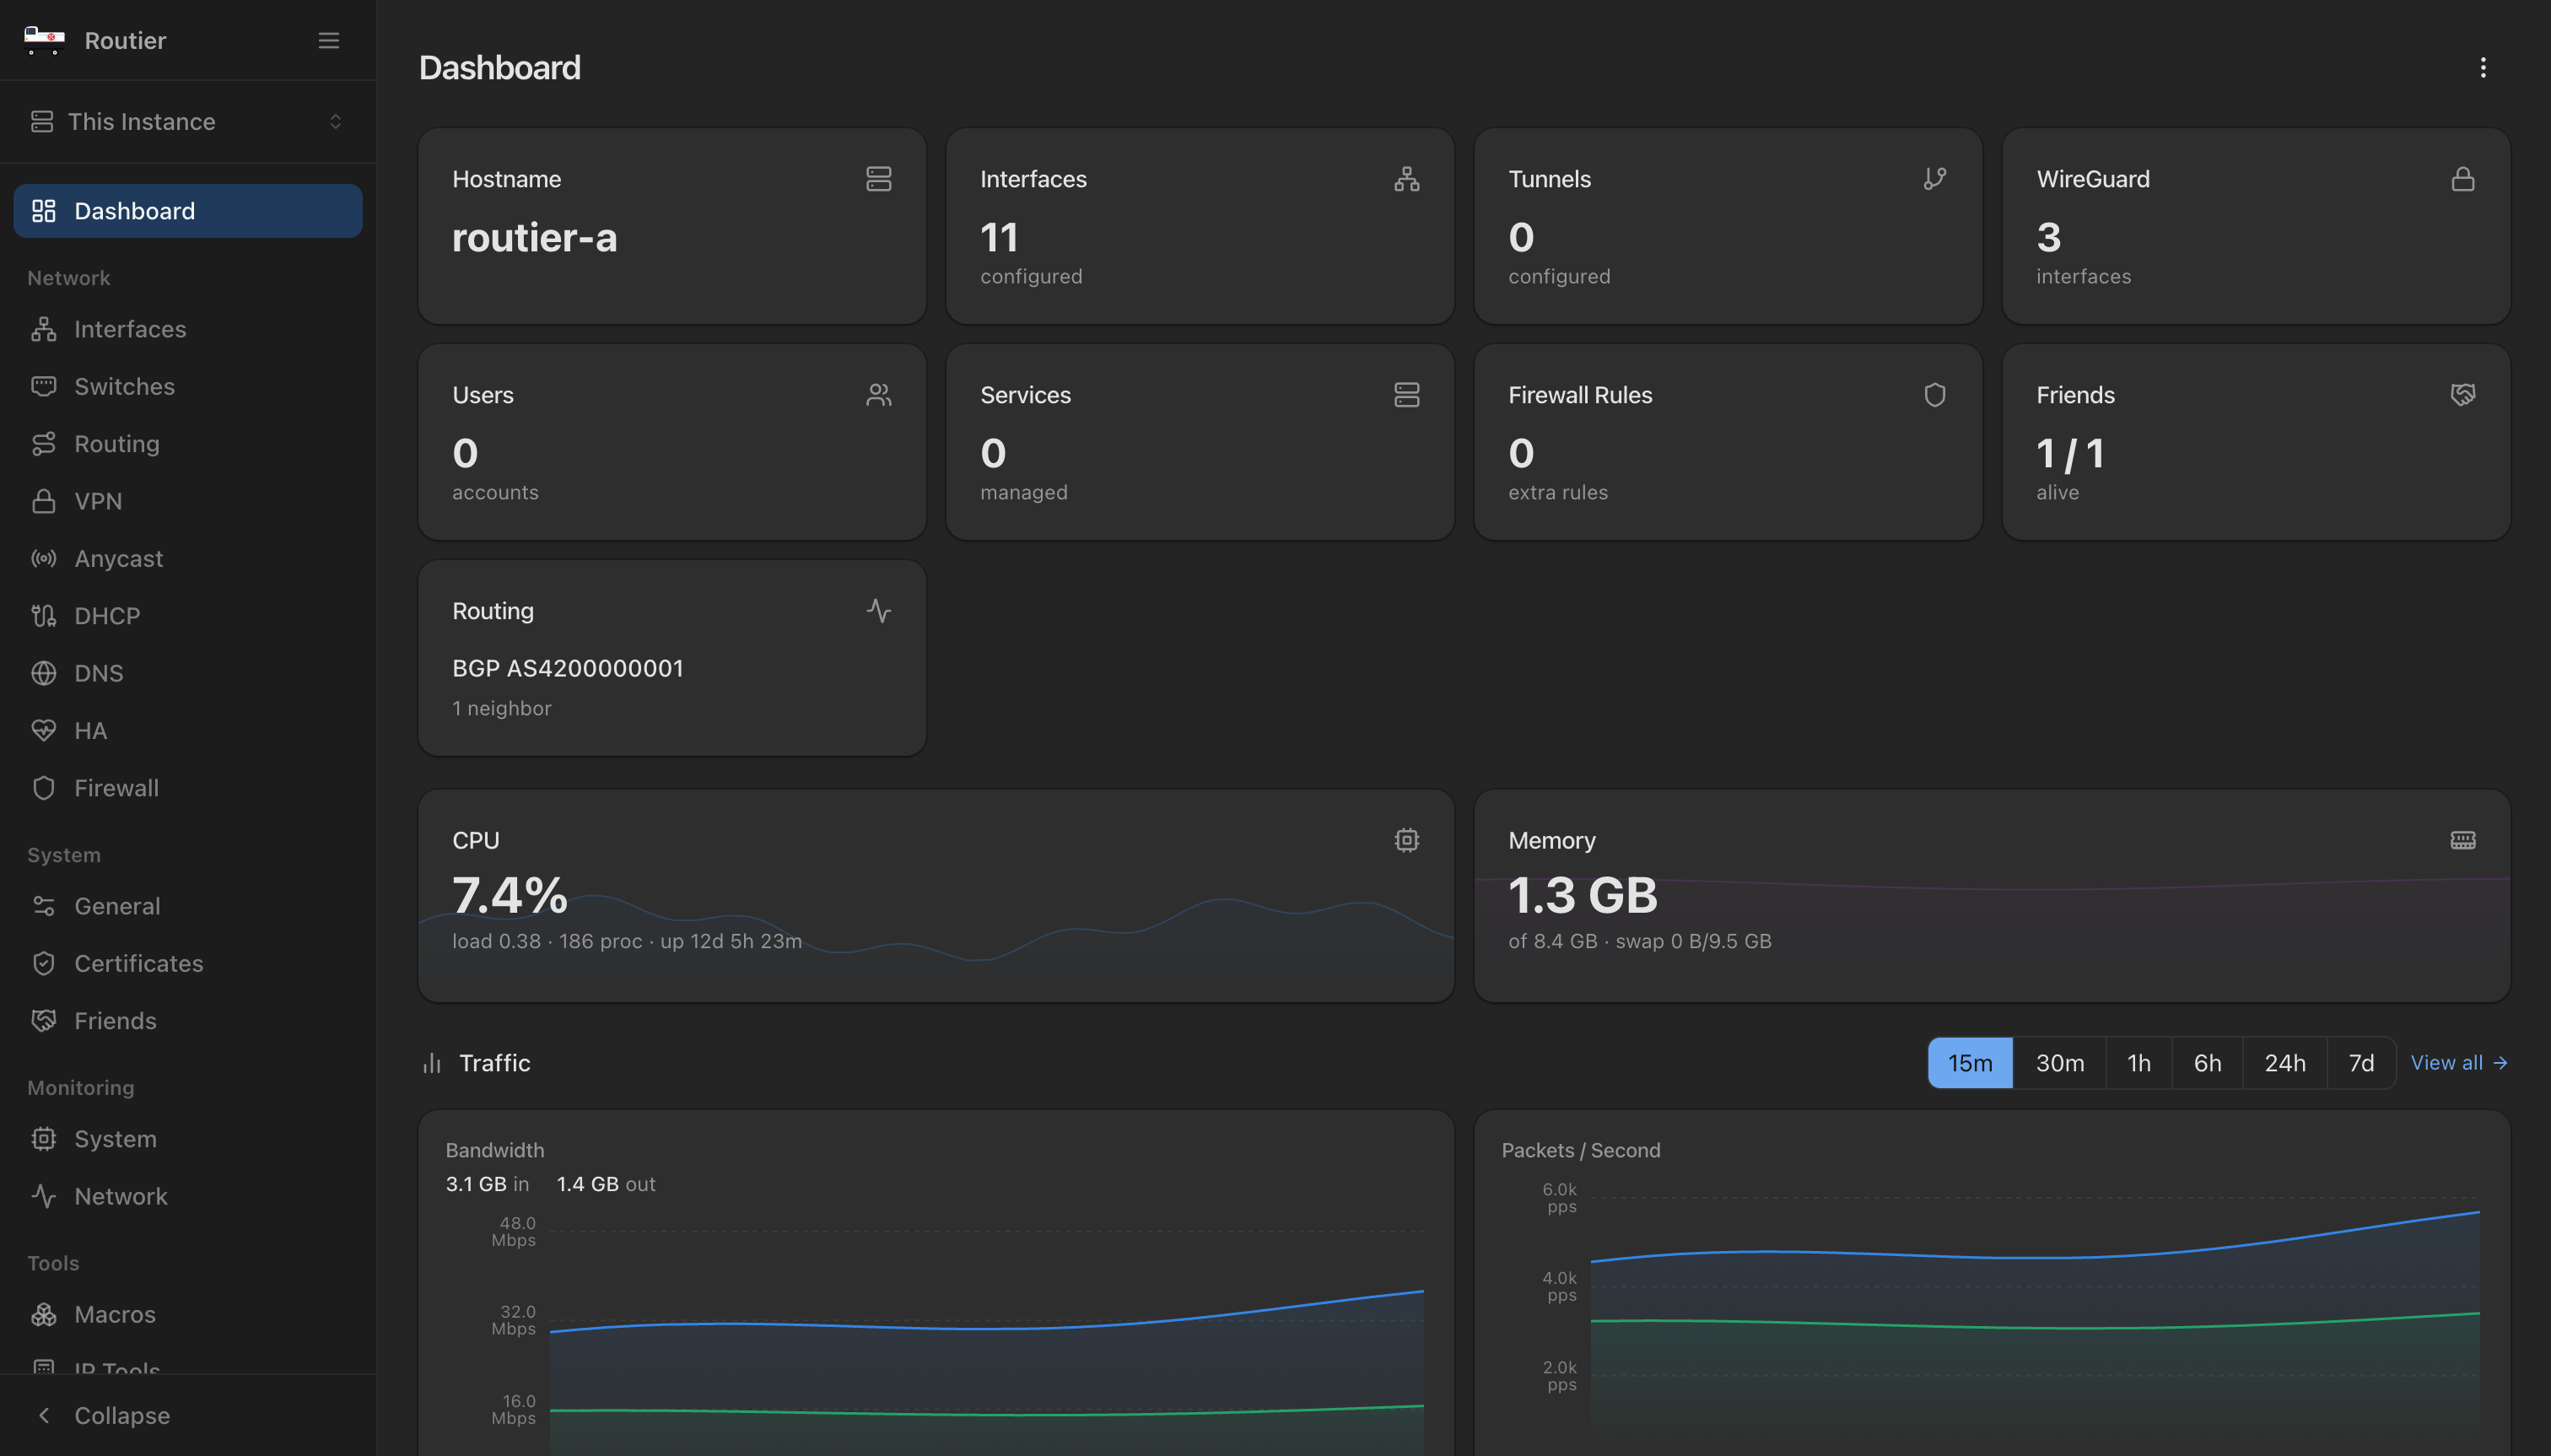 Routier
This Instance
Dashboard
Network
Interfaces
Switches
Routing
VPN
Anycast
DHCP
DNS
HA
Firewall
System
General
Certificates
Friends
Monitoring
System
Network
Tools
Macros
IP Tools
Collapse
Dashboard
Hostname
routier-a
Interfaces
11
configured
Tunnels
0
configured
WireGuard
3
interfaces
Users
0
accounts
Services
0
managed
Firewall Rules
0
extra rules
Friends
1 / 1
alive
Routing
BGP AS4200000001
1 neighbor
CPU
7.4%
load 0.38 · 186 proc · up 12d 5h 23m
Memory
1.3 GB
of 8.4 GB · swap 0 B/9.5 GB
Traffic
15m 30m 1h 6h 24h 7d View all →
Bandwidth
3.1 GB in 1.4 GB out
48.0
Mbps
32.0
Mbps
16.0
Mbps
Packets / Second
6.0k
pps
4.0k
pps
2.0k
pps